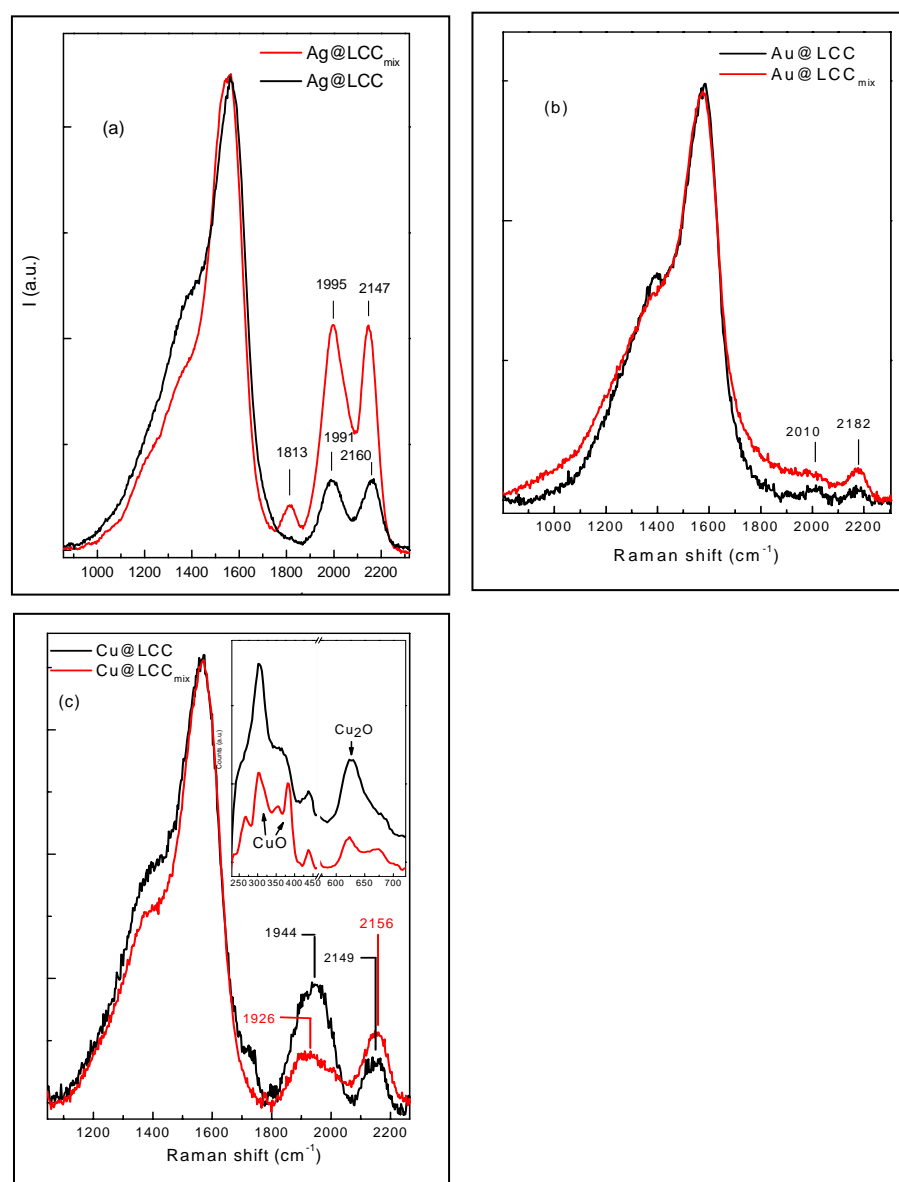 Ag@LCCmix
Ag@LCC
(a)
I (a.u.)
1995
2147
1813
1991
2160
1000 1200 1400 1600 1800 2000 2200
Au@LCC
Au@LCCmix
(b)
2010
2182
1000 1200 1400 1600 1800 2000 2200
Raman shift (cm-1)
Cu@LCC
Cu@LCCmix
(c)
Counts (a.u.)
Cu2O
CuO
250 300 350 400 450 600 650 700
1944
2156
2149
1926
1200 1400 1600 1800 2000 2200
Raman shift (cm-1)